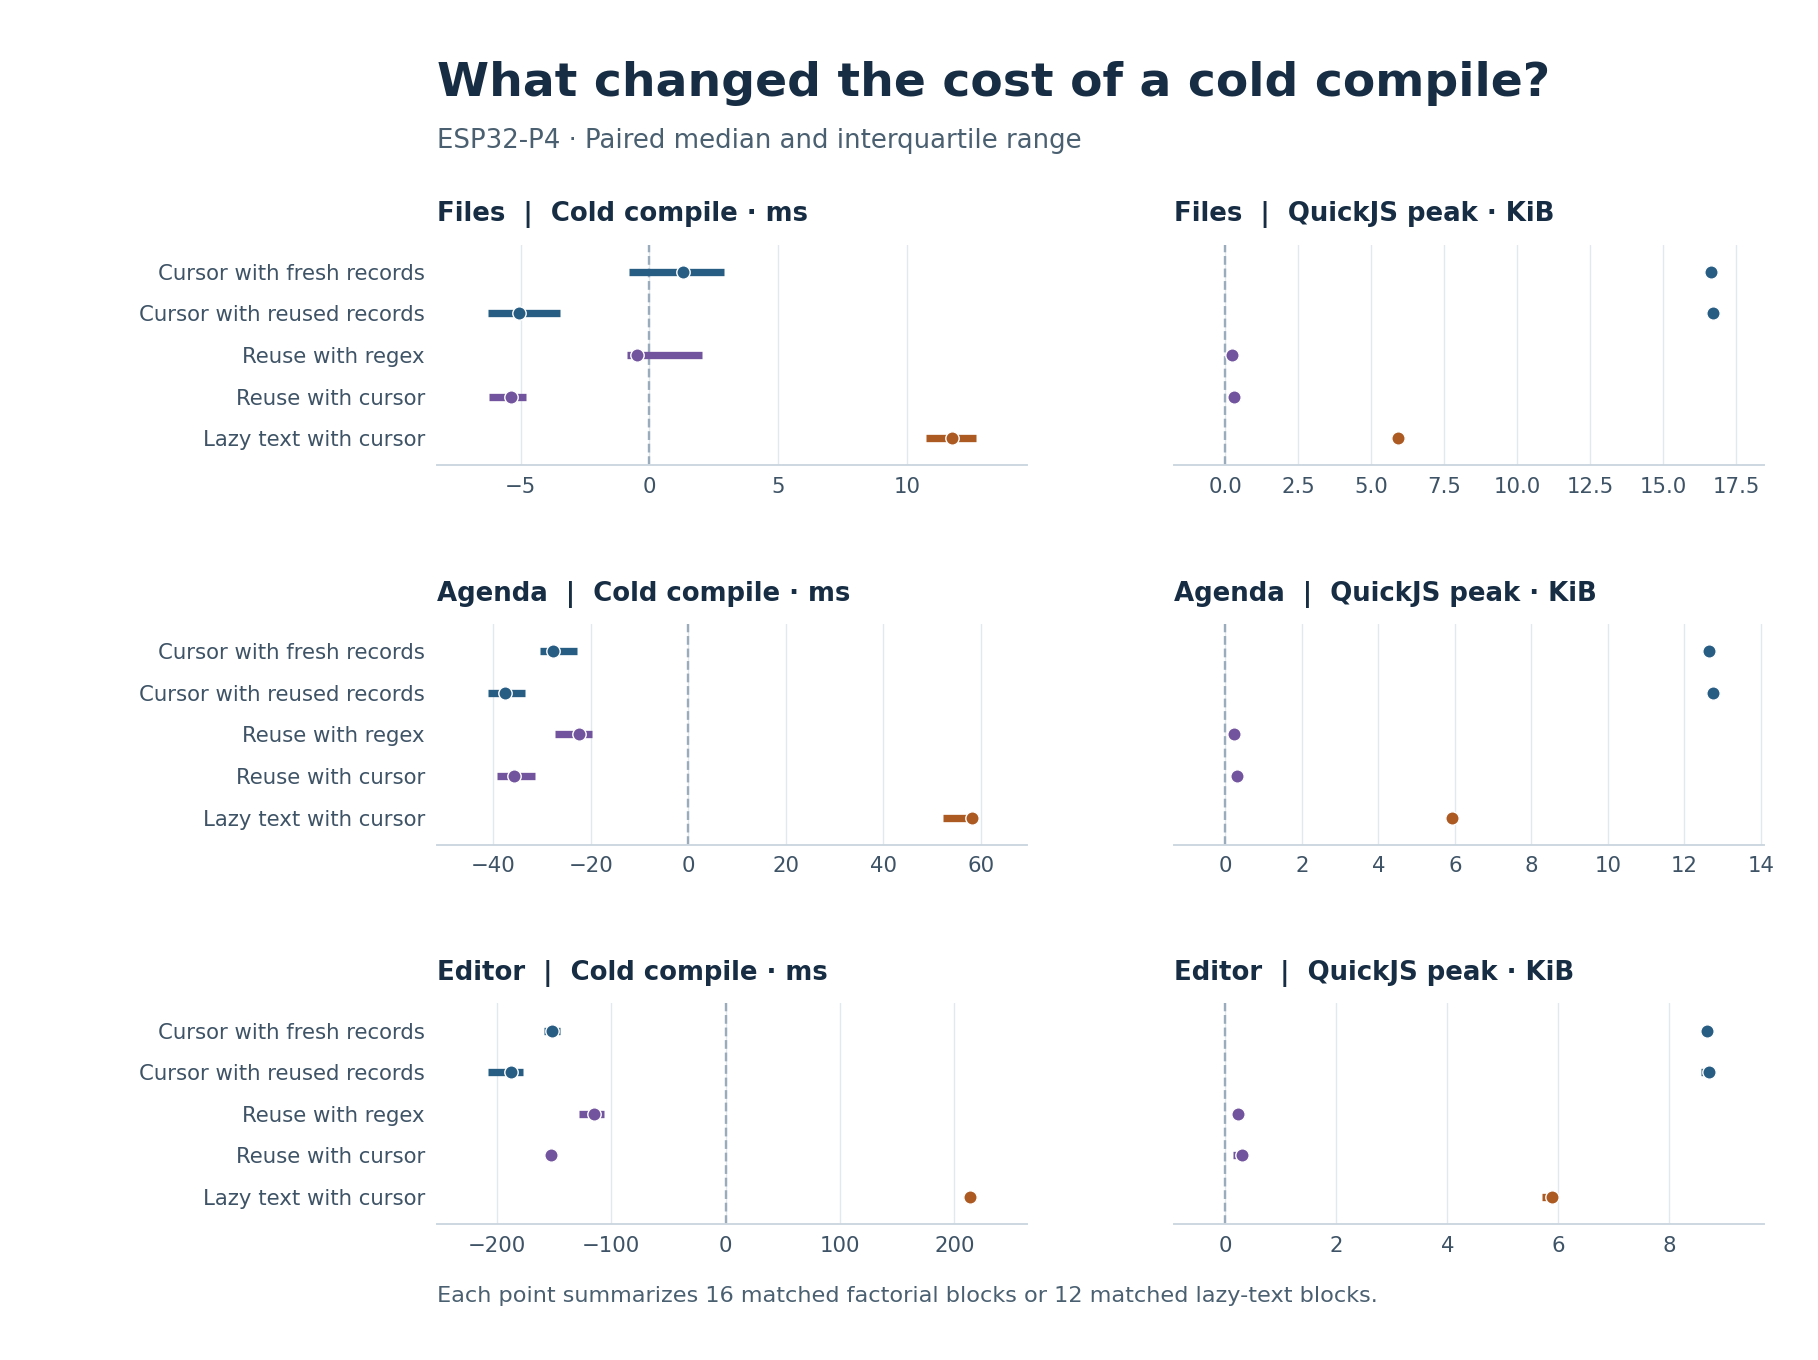 What changed the cost of a cold compile?
ESP32-P4 · Paired median and interquartile range
Files | Cold compile · ms
Cursor with fresh records
Cursor with reused records
Reuse with regex
Reuse with cursor
Lazy text with cursor
−5 0 5 10
Files | QuickJS peak · KiB
0.0 2.5 5.0 7.5 10.0 12.5 15.0 17.5
Agenda | Cold compile · ms
Cursor with fresh records
Cursor with reused records
Reuse with regex
Reuse with cursor
Lazy text with cursor
−40 −20 0 20 40 60
Agenda | QuickJS peak · KiB
0 2 4 6 8 10 12 14
Editor | Cold compile · ms
Cursor with fresh records
Cursor with reused records
Reuse with regex
Reuse with cursor
Lazy text with cursor
−200 −100 0 100 200
Editor | QuickJS peak · KiB
0 2 4 6 8
Each point summarizes 16 matched factorial blocks or 12 matched lazy-text blocks.